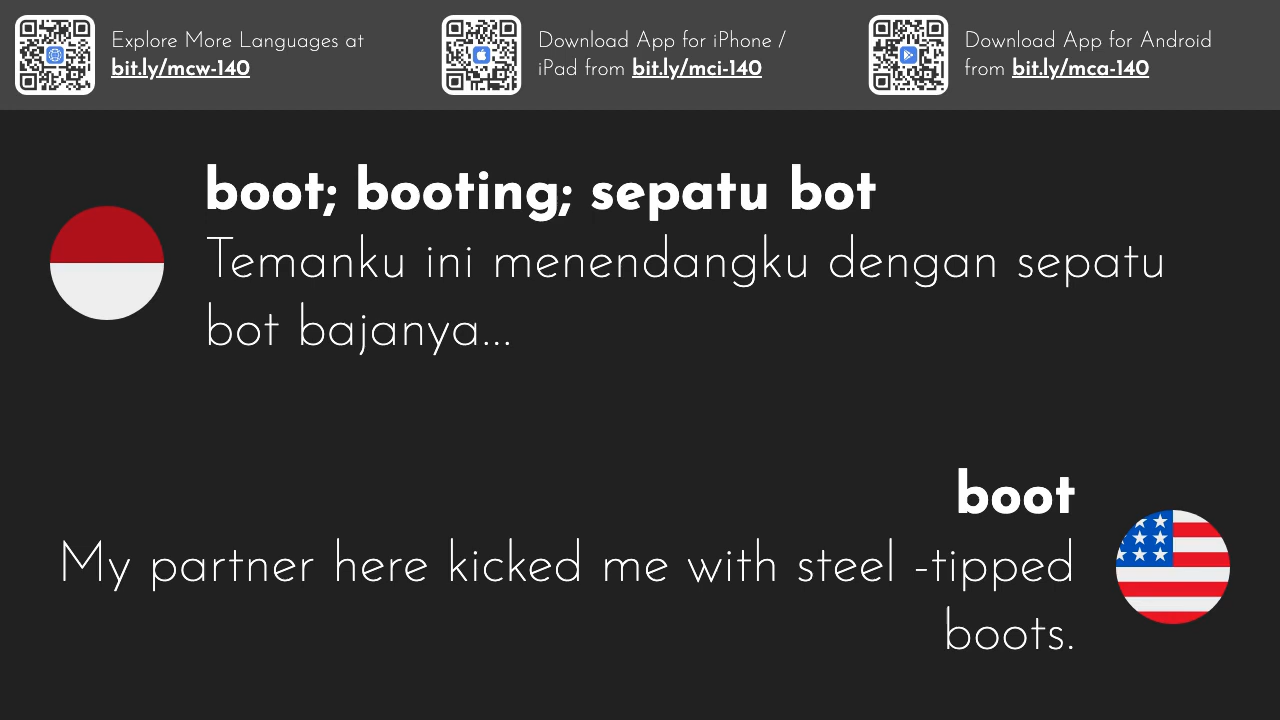 Explore More Languages at
bit.ly/mcw-140
Download App for iPhone /
iPad from bit.ly/mci-140
Download App for Android
from bit.ly/mca-140
boot; booting; sepatu bot
Temanku ini menendangku dengan sepatu
bot bajanya...
boot
My partner here kicked me with steel -tipped
boots.